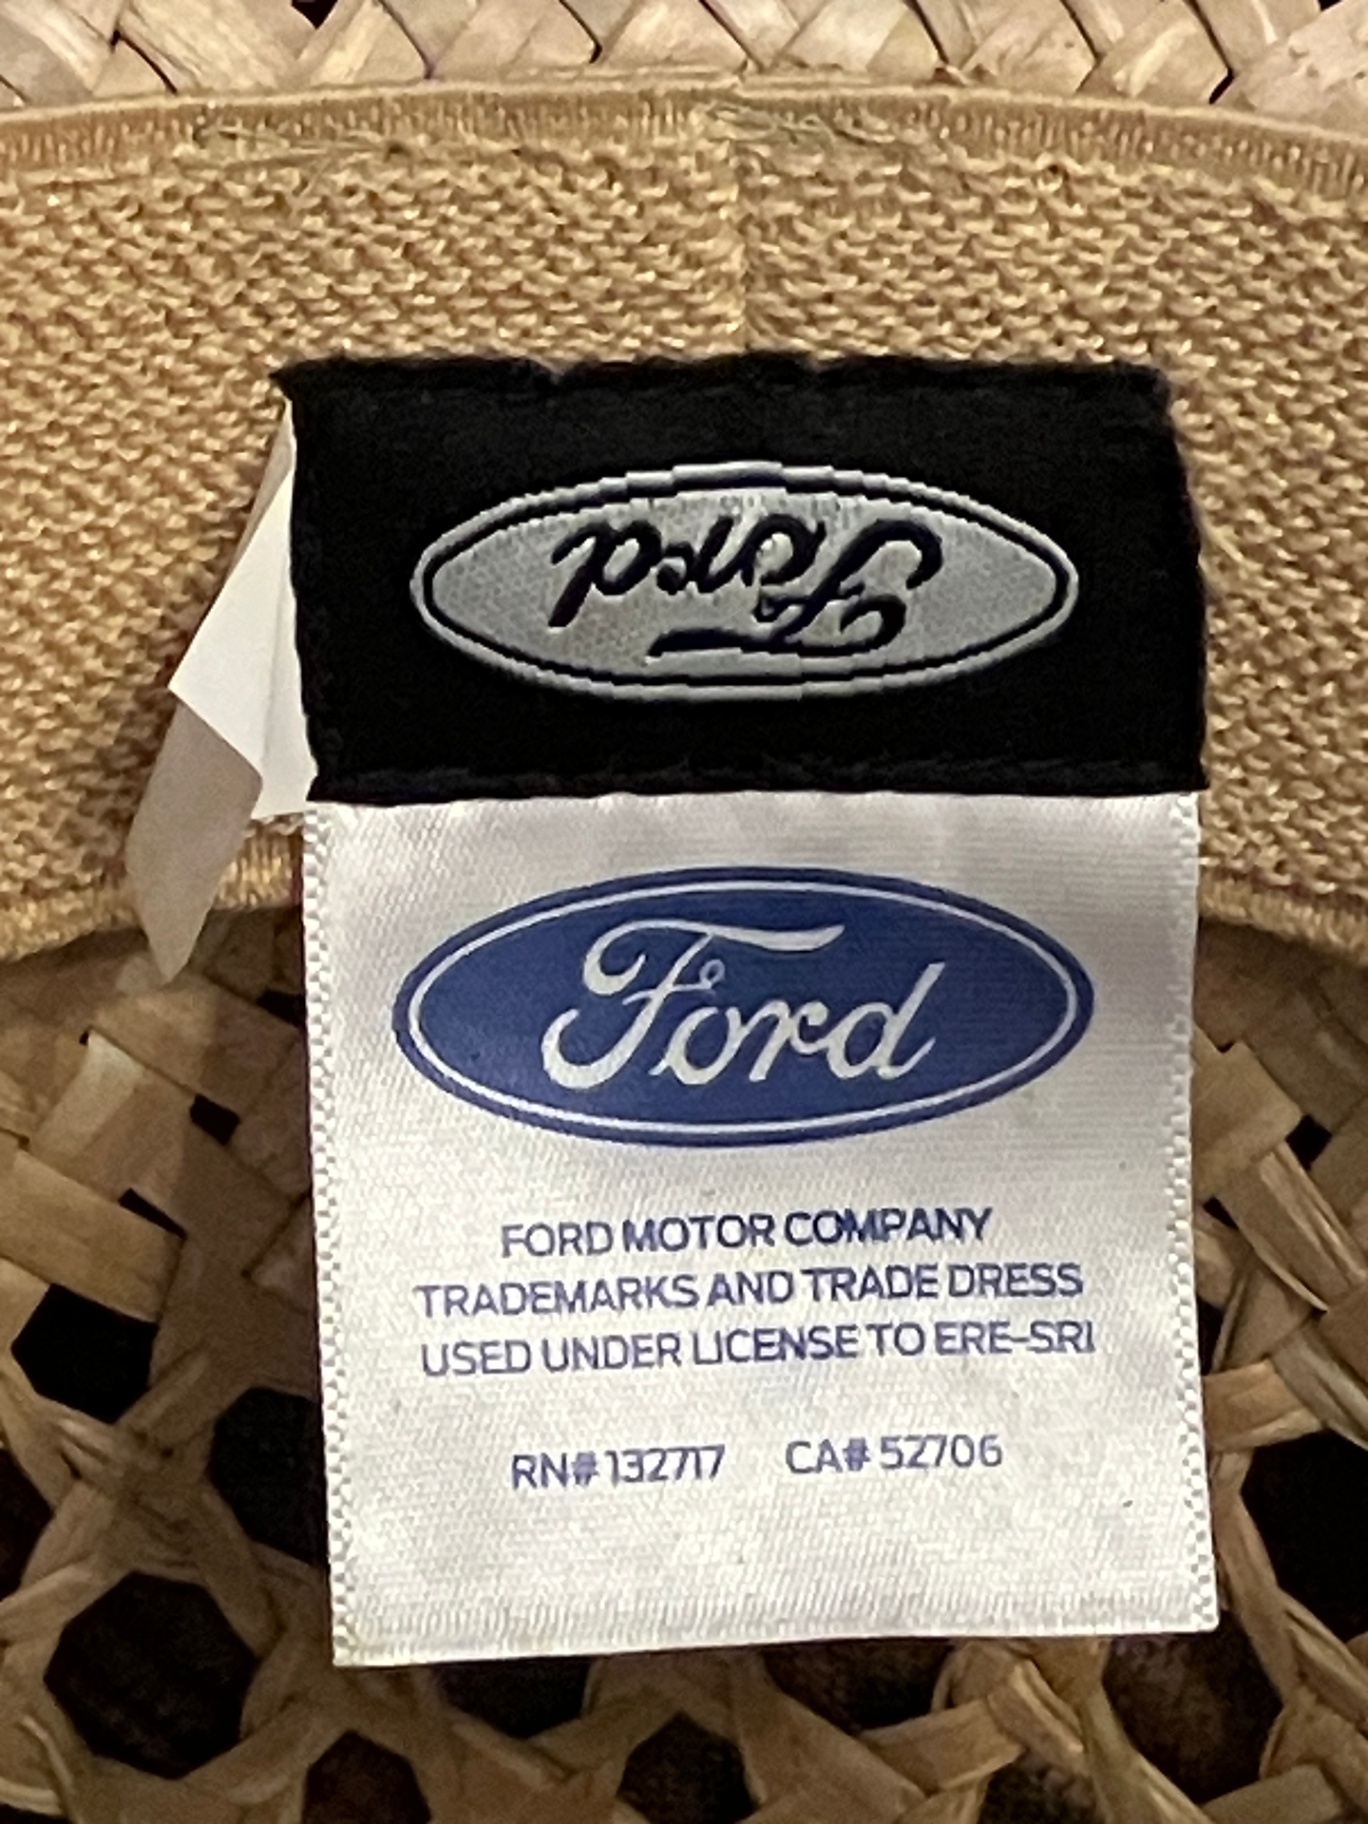 Ford
Ford
FORD MOTOR COMPANY
TRADEMARKS AND TRADE DRESS
USED UNDER LICENSE TO ERE-SRI
RN# 132717 CA# 52706